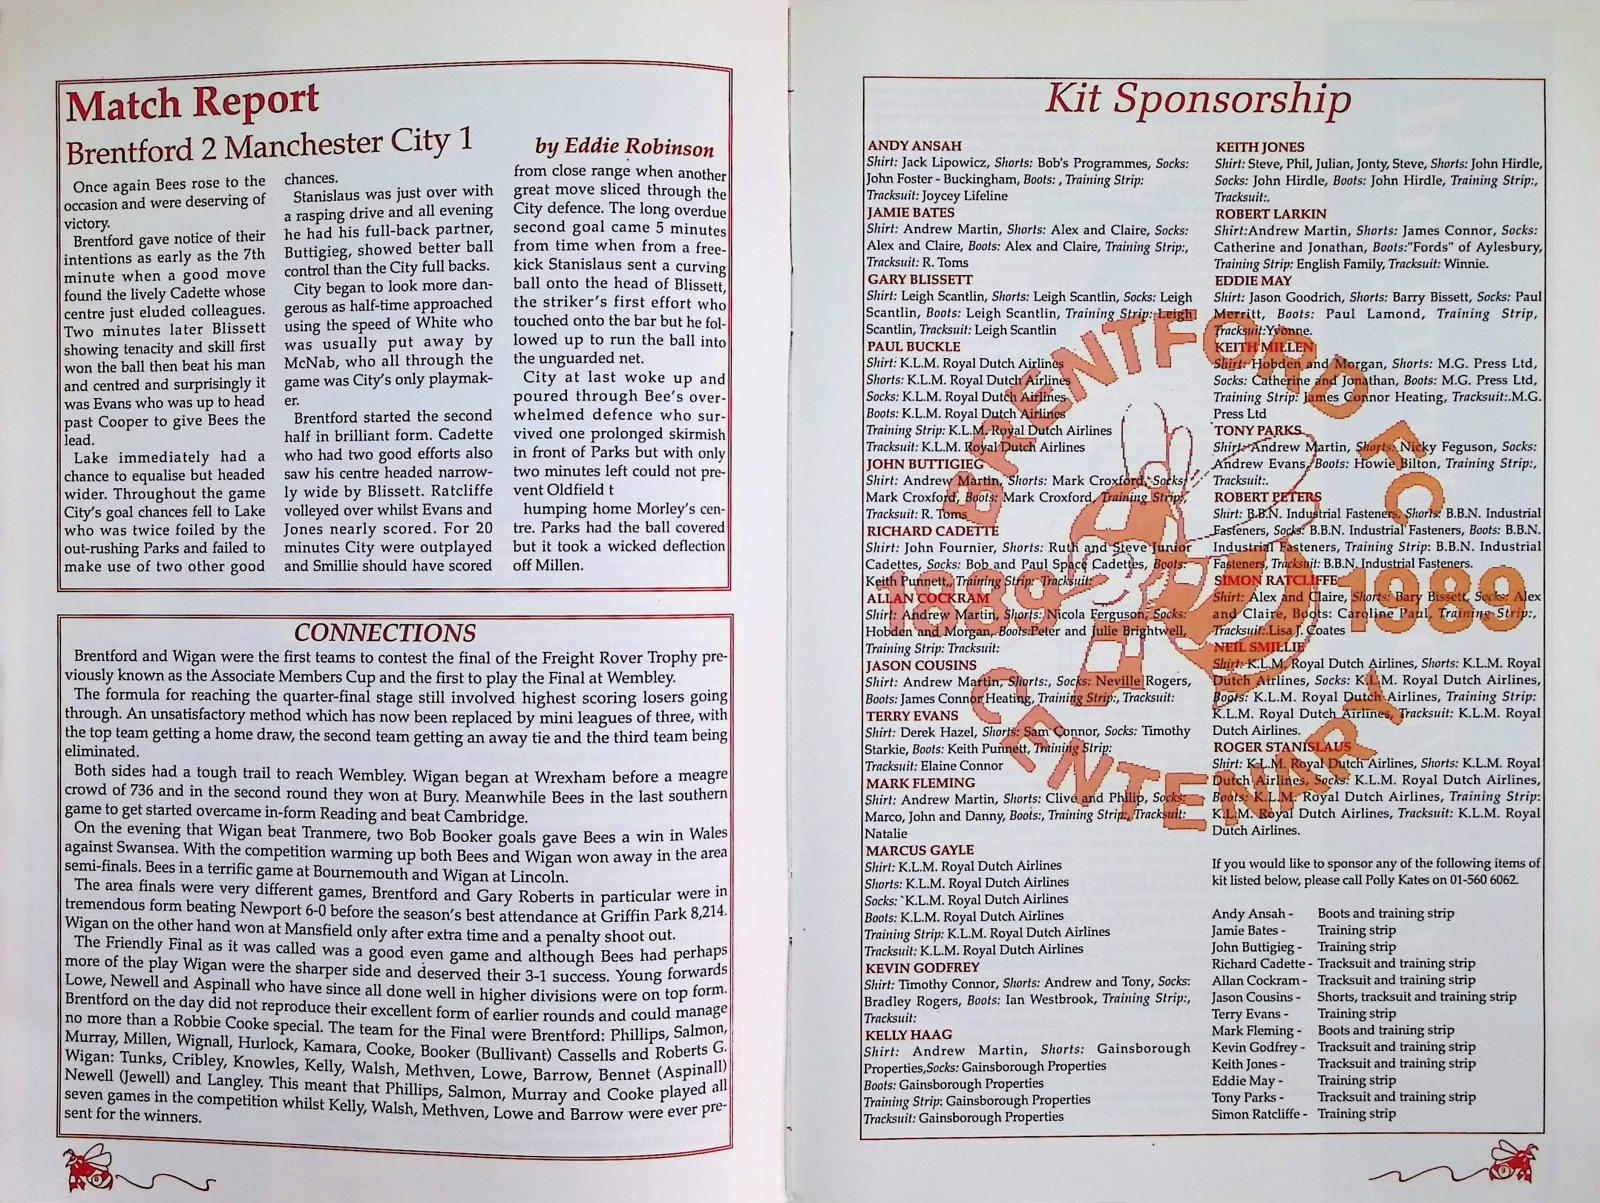 Match Report
Brentford 2 Manchester City 1
by Eddie Robinson
Once again Bees rose to the
occasion and were deserving of
victory.
Brentford gave notice of their
intentions as early as the 7th
minute when a good move
found the lively Cadette whose
centre just eluded colleagues.
Two minutes later Blissett
showing tenacity and skill first
won the ball then beat his man
and centred and surprisingly it
was Evans who was up to head
past Cooper to give Bees the
lead.
Lake immediately had a
chance to equalise but headed
wider. Throughout the game
City's goal chances fell to Lake
who was twice foiled by the
out-rushing Parks and failed to
make use of two other good
chances.
Stanislaus was just over with
a rasping drive and all evening
he had his full-back partner,
Buttigieg, showed better ball
control than the City full backs.
City began to look more dan-
gerous as half-time approached
using the speed of White who
was usually put away by
McNab, who all through the
game was City's only playmak-
er.
Brentford started the second
half in brilliant form. Cadette
who had two good efforts also
saw his centre headed narrow-
ly wide by Blissett. Ratcliffe
volleyed over whilst Evans and
Jones nearly scored. For 20
minutes City were outplayed
and Smillie should have scored
from close range when another
great move sliced through the
City defence. The long overdue
second goal came 5 minutes
from time when from a free-
kick Stanislaus sent a curving
ball onto the head of Blissett,
the striker's first effort who
touched onto the bar but he fol-
lowed up to run the ball into
the unguarded net.
City at last woke up and
poured through Bee's over-
whelmed defence who sur-
vived one prolonged skirmish
in front of Parks but with only
two minutes left could not pre-
vent Oldfield t
humping home Morley's cen-
tre. Parks had the ball covered
but it took a wicked deflection
off Millen.
CONNECTIONS
Brentford and Wigan were the first teams to contest the final of the Freight Rover Trophy pre-
viously known as the Associate Members Cup and the first to play the Final at Wembley.
The formula for reaching the quarter-final stage still involved highest scoring losers going
through. An unsatisfactory method which has now been replaced by mini leagues of three, with
the top team getting a home draw, the second team getting an away tie and the third team being
eliminated.
Both sides had a tough trail to reach Wembley. Wigan began at Wrexham before a meagre
crowd of 736 and in the second round they won at Bury. Meanwhile Bees in the last southern
game to get started overcame in-form Reading and beat Cambridge.
On the evening that Wigan beat Tranmere, two Bob Booker goals gave Bees a win in Wales
against Swansea. With the competition warming up both Bees and Wigan won away in the area
semi-finals. Bees in a terrific game at Bournemouth and Wigan at Lincoln.
The area finals were very different games, Brentford and Gary Roberts in particular were in
tremendous form beating Newport 6-0 before the season's best attendance at Griffin Park 8,214.
Wigan on the other hand won at Mansfield only after extra time and a penalty shoot out.
The Friendly Final as it was called was a good even game and although Bees had perhaps
more of the play Wigan were the sharper side and deserved their 3-1 success. Young forwards
Lowe, Newell and Aspinall who have since all done well in higher divisions were on top form.
Brentford on the day did not reproduce their excellent form of earlier rounds and could manage
no more than a Robbie Cooke special. The team for the Final were Brentford: Phillips, Salmon,
Murray, Millen, Wignall, Hurlock, Kamara, Cooke, Booker (Bullivant) Cassells and Roberts G.
Wigan: Tunks, Cribley, Knowles, Kelly, Walsh, Methven, Lowe, Barrow, Bennet (Aspinall)
Newell (Jewell) and Langley. This meant that Phillips, Salmon, Murray and Cooke played all
seven games in the competition whilst Kelly, Walsh, Methven, Lowe and Barrow were ever pre-
sent for the winners.
8
Kit Sponsorship
ANDY ANSAH
Shirt: Jack Lipowicz, Shorts: Bob's Programmes, Socks:
John Foster - Buckingham, Boots: , Training Strip:
Tracksuit: Joycey Lifeline
JAMIE BATES
Shirt: Andrew Martin, Shorts: Alex and Claire, Socks:
Alex and Claire, Boots: Alex and Claire, Training Strip:,
Tracksuit: R. Toms
GARY BLISSETT
Shirt: Leigh Scantlin, Shorts: Leigh Scantlin, Socks: Leigh
Scantlin, Boots: Leigh Scantlin, Training Strip: Leigh
Scantlin, Tracksuit: Leigh Scantlin
PAUL BUCKLE
Shirt: K.L.M. Royal Dutch Airlines
Shorts: K.L.M. Royal Dutch Airlines
Socks: K.L.M. Royal Dutch Airlines
Boots: K.L.M. Royal Dutch Airlines
Training Strip: K.L.M. Royal Dutch Airlines
Tracksuit: K.L.M. Royal Dutch Airlines
JOHN BUTTIGIEG
Shirt: Andrew Martin, Shorts: Mark Croxford, Socks:
Mark Croxford, Boots: Mark Croxford, Training Strip:
Tracksuit: R. Toms
RICHARD CADETTE
Shirt: John Fournier, Shorts: Ruth and Steve Junior
Cadettes, Socks: Bob and Paul Space Cadettes, Boots:
Keith Punnett,, Training Strip: Tracksuit:
ALLAN COCKRAM
Shirt: Andrew Martin, Shorts: Nicola Ferguson, Socks:
Hobden and Morgan, Boots:Peter and Julie Brightwell,
Training Strip: Tracksuit:
JASON COUSINS
Shirt: Andrew Martin, Shorts:, Socks: Neville Rogers,
Boots: James Connor Heating, Training Strip:, Tracksuit:
TERRY EVANS
Shirt: Derek Hazel, Shorts: Sam Connor, Socks: Timothy
Starkie, Boots: Keith Punnett, Training Strip:
Tracksuit: Elaine Connor
MARK FLEMING
Shirt: Andrew Martin, Shorts: Clive and Philip, Socks:
Marco, John and Danny, Boots:, Training Strip:, Tracksuit:
Natalie
MARCUS GAYLE
Shirt: K.L.M. Royal Dutch Airlines
Shorts: K.L.M. Royal Dutch Airlines
Socks: `K.L.M. Royal Dutch Airlines
Boots: K.L.M. Royal Dutch Airlines
Training Strip: K.L.M. Royal Dutch Airlines
Tracksuit: K.L.M. Royal Dutch Airlines
KEVIN GODFREY
Shirt: Timothy Connor, Shorts: Andrew and Tony, Socks:
Bradley Rogers, Boots: Ian Westbrook, Training Strip:,
Tracksuit:
KELLY HAAG
Shirt: Andrew Martin, Shorts: Gainsborough
Properties,Socks: Gainsborough Properties
Boots: Gainsborough Properties
Training Strip: Gainsborough Properties
Tracksuit: Gainsborough Properties
KEITH JONES
Shirt: Steve, Phil, Julian, Jonty, Steve, Shorts: John Hirdle,
Socks: John Hirdle, Boots: John Hirdle, Training Strip:,
Tracksuit:.
ROBERT LARKIN
Shirt:Andrew Martin, Shorts: James Connor, Socks:
Catherine and Jonathan, Boots:"Fords" of Aylesbury,
Training Strip: English Family, Tracksuit: Winnie.
EDDIE MAY
Shirt: Jason Goodrich, Shorts: Barry Bissett, Socks: Paul
Merritt, Boots: Paul Lamond, Training Strip,
Tracksuit:Yvonne.
KEITH MILLEN
Shirt: Hobden and Morgan, Shorts: M.G. Press Ltd,
Socks: Catherine and Jonathan, Boots: M.G. Press Ltd,
Training Strip: James Connor Heating, Tracksuit:.M.G.
Press Ltd
TONY PARKS
Shirt: Andrew Martin, Shorts: Nicky Feguson, Socks:
Andrew Evans, Boots: Howie Bilton, Training Strip:,
Tracksuit:.
ROBERT PETERS
Shirt: B.B.N. Industrial Fasteners, Shorts: B.B.N. Industrial
Fasteners, Socks: B.B.N. Industrial Fasteners, Boots: B.B.N.
Industrial Fasteners, Training Strip: B.B.N. Industrial
Fasteners, Tracksuit: B.B.N. Industrial Fasteners.
SIMON RATCLIFFE
Shirt: Alex and Claire, Shorts: Bary Bissett, Socks: Alex
and Claire, Boots: Caroline Paul, Training Strip:,
Tracksuit:.Lisa J. Coates
NEIL SMILLIE
Shirt: K.L.M. Royal Dutch Airlines, Shorts: K.L.M. Royal
Dutch Airlines, Socks: K.L.M. Royal Dutch Airlines,
Boots: K.L.M. Royal Dutch Airlines, Training Strip:
K.L.M. Royal Dutch Airlines, Tracksuit: K.L.M. Royal
Dutch Airlines.
ROGER STANISLAUS
Shirt: K.L.M. Royal Dutch Airlines, Shorts: K.L.M. Royal
Dutch Airlines, Socks: K.L.M. Royal Dutch Airlines,
Boots: K.L.M. Royal Dutch Airlines, Training Strip:
K.L.M. Royal Dutch Airlines, Tracksuit: K.L.M. Royal
Dutch Airlines.
If you would like to sponsor any of the following items of
kit listed below, please call Polly Kates on 01-560 6062.
Andy Ansah - Boots and training strip
Jamie Bates - Training strip
John Buttigieg - Training strip
Richard Cadette - Tracksuit and training strip
Allan Cockram - Tracksuit and training strip
Jason Cousins - Shorts, tracksuit and training strip
Terry Evans - Training strip
Mark Fleming - Boots and training strip
Kevin Godfrey - Tracksuit and training strip
Keith Jones - Tracksuit and training strip
Eddie May - Training strip
Tony Parks - Tracksuit and training strip
Simon Ratcliffe - Training strip
BRENTFORD FC
1889 1989
CENTENARY
9